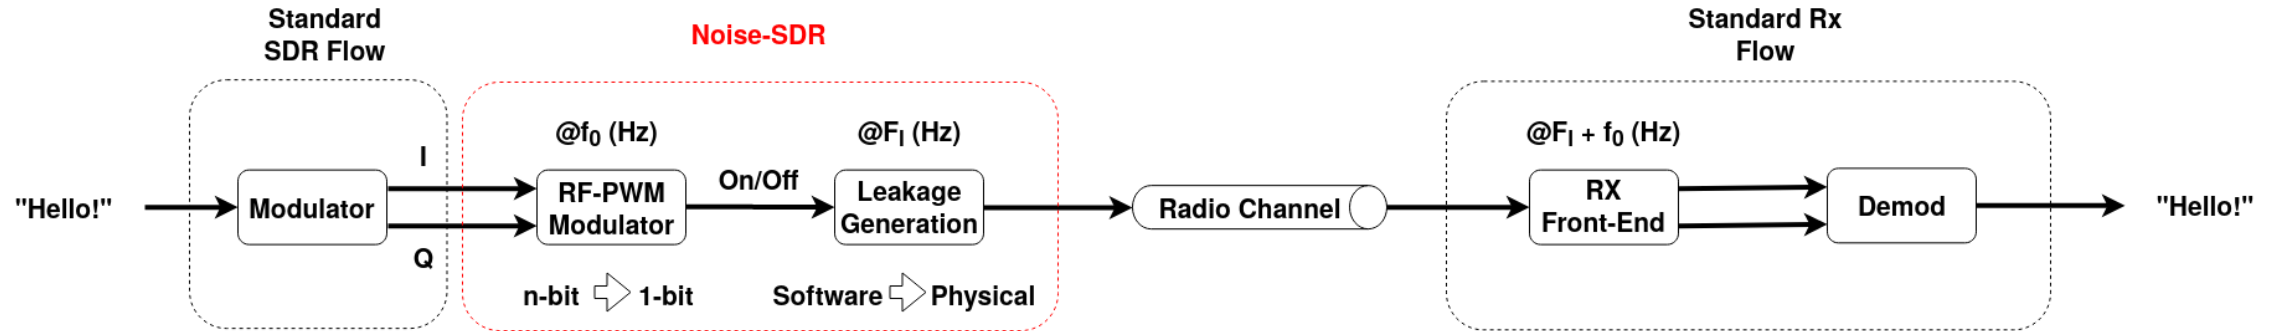 Standard
SDR Flow
Noise-SDR
Standard Rx
Flow
@f₀ (Hz)
@Fₗ (Hz)
@Fₗ + f₀ (Hz)
I
"Hello!"
Modulator
RF-PWM
Modulator
On/Off
Leakage
Generation
Radio Channel
RX
Front-End
Demod
"Hello!"
Q
n-bit
1-bit
Software
Physical